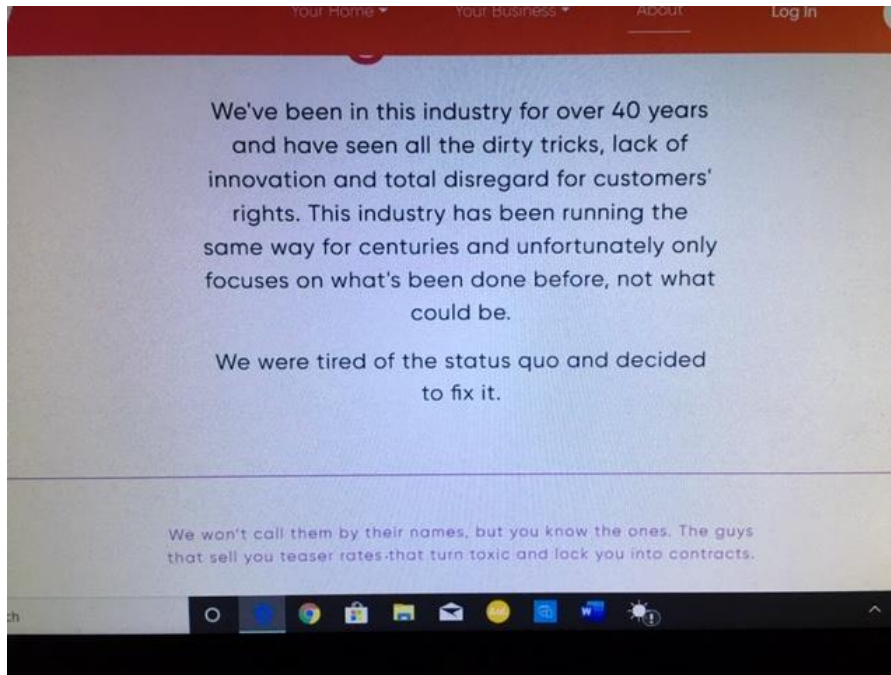 Your Home Your Business About Log In
We've been in this industry for over 40 years
and have seen all the dirty tricks, lack of
innovation and total disregard for customers'
rights. This industry has been running the
same way for centuries and unfortunately only
focuses on what's been done before, not what
could be.
We were tired of the status quo and decided
to fix it.
We won't call them by their names, but you know the ones. The guys
that sell you teaser rates that turn toxic and lock you into contracts.
ch